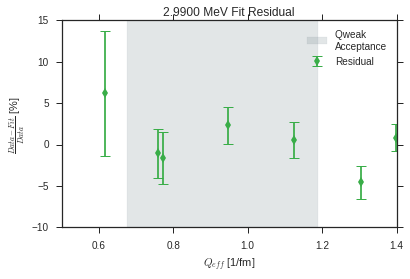 2.9900 MeV Fit Residual
15
10
5
0
−5
−10
Data−Fit / Data [%]
Qweak
Acceptance
Residual
0.6 0.8 1.0 1.2 1.4
Q_eff [1/fm]